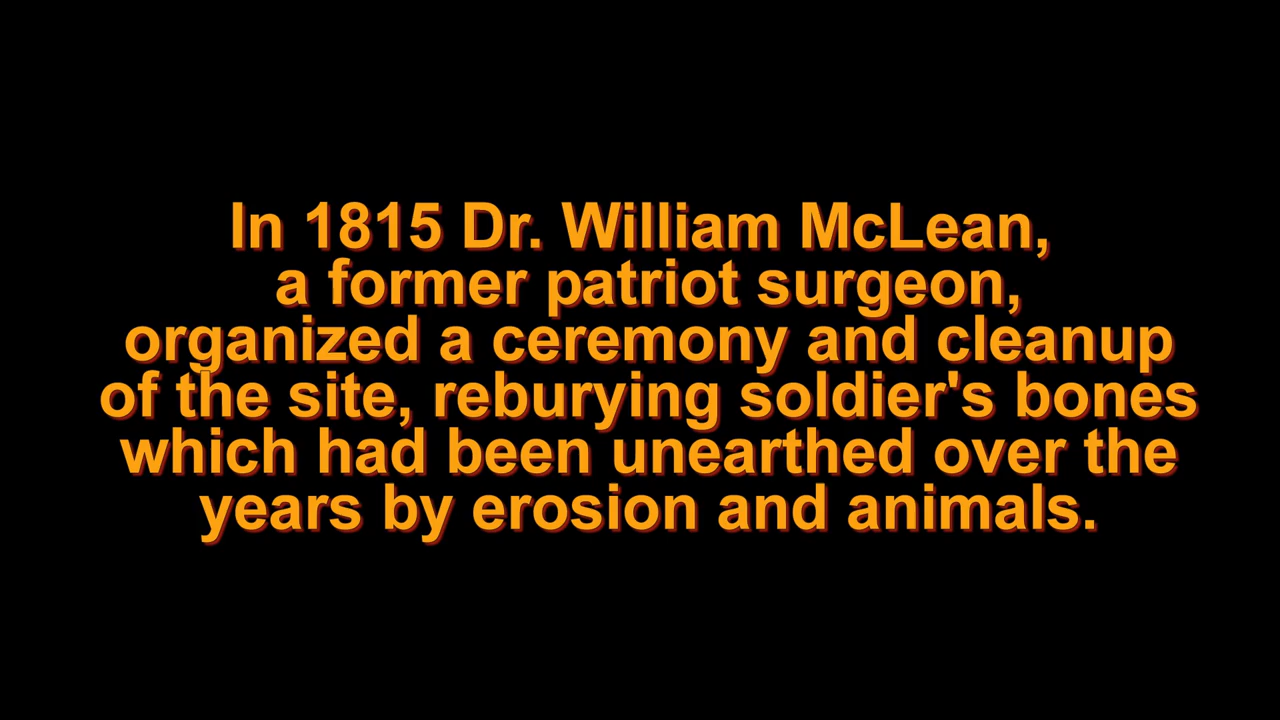 In 1815 Dr. William McLean,
a former patriot surgeon,
organized a ceremony and cleanup
of the site, reburying soldier's bones
which had been unearthed over the
years by erosion and animals.